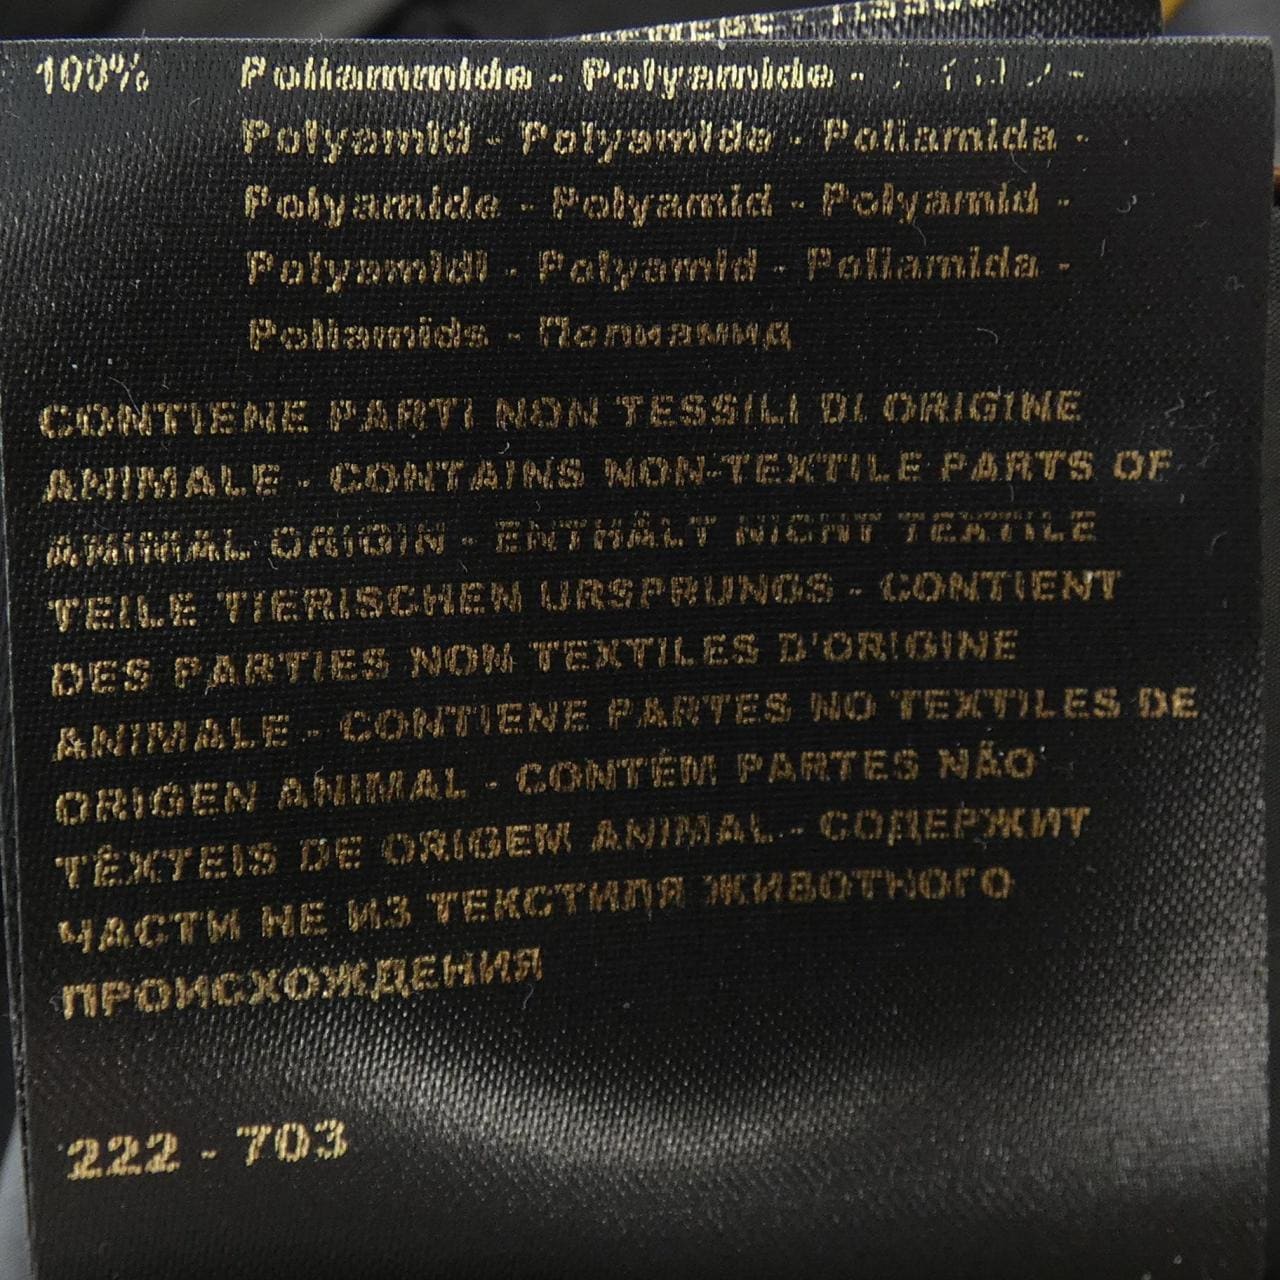 100% Poliammide - Polyamide -
Polyamid - Polyamide - Poliamida -
Polyamide - Polyamid - Polyamid -
Polyamidi - Polyamid - Poliamida -
Poliamids - Полиамид
CONTIENE PARTI NON TESSILI DI ORIGINE
ANIMALE - CONTAINS NON-TEXTILE PARTS OF
ANIMAL ORIGIN - ENTHÄLT NICHT TEXTILE
TEILE TIERISCHEN URSPRUNGS - CONTIENT
DES PARTIES NON TEXTILES D'ORIGINE
ANIMALE - CONTIENE PARTES NO TEXTILES DE
ORIGEN ANIMAL - CONTÉM PARTES NÃO
TÊXTEIS DE ORIGEM ANIMAL - СОДЕРЖИТ
ЧАСТИ НЕ ИЗ ТЕКСТИЛЯ ЖИВОТНОГО
ПРОИСХОЖДЕНИЯ
222 - 703